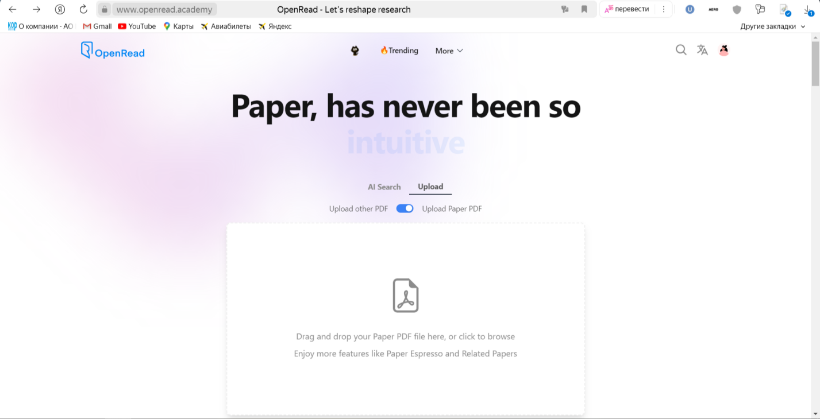 www.openread.academy
OpenRead - Let's reshape research
перевести
О компании - АО
Gmail
YouTube
Карты
Авиабилеты
Яндекс
Другие закладки
OpenRead
Trending
More
Paper, has never been so
intuitive
AI Search
Upload
Upload other PDF
Upload Paper PDF
Drag and drop your Paper PDF file here, or click to browse
Enjoy more features like Paper Espresso and Related Papers